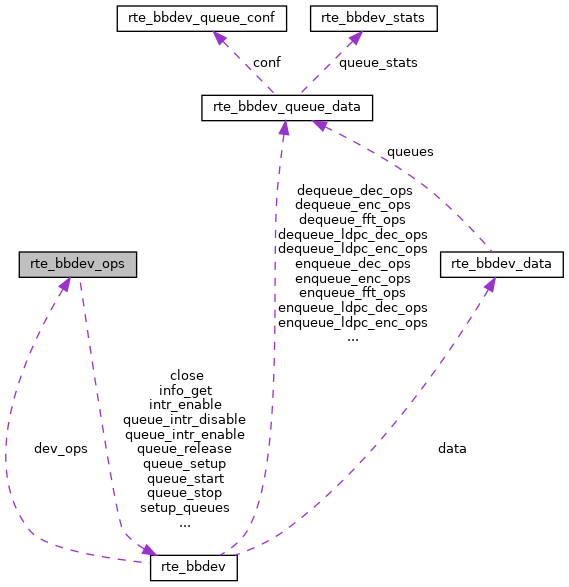 rte_bbdev_queue_conf
rte_bbdev_stats
conf
queue_stats
rte_bbdev_queue_data
queues
dequeue_dec_ops
dequeue_enc_ops
dequeue_fft_ops
dequeue_ldpc_dec_ops
dequeue_ldpc_enc_ops
enqueue_dec_ops
enqueue_enc_ops
enqueue_fft_ops
enqueue_ldpc_dec_ops
enqueue_ldpc_enc_ops
...
rte_bbdev_ops
rte_bbdev_data
close
info_get
intr_enable
queue_intr_disable
queue_intr_enable
queue_release
queue_setup
queue_start
queue_stop
setup_queues
...
dev_ops
data
rte_bbdev